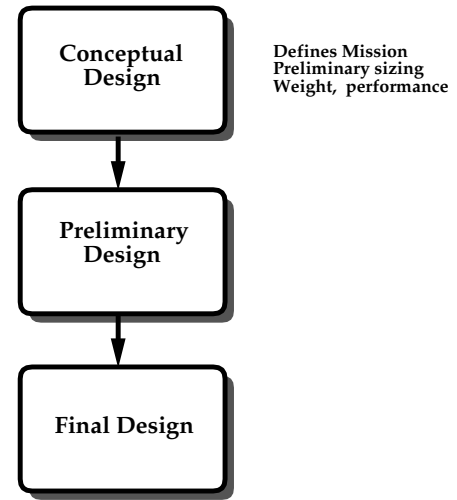 Conceptual
Design
Defines Mission
Preliminary sizing
Weight, performance
Preliminary
Design
Final Design